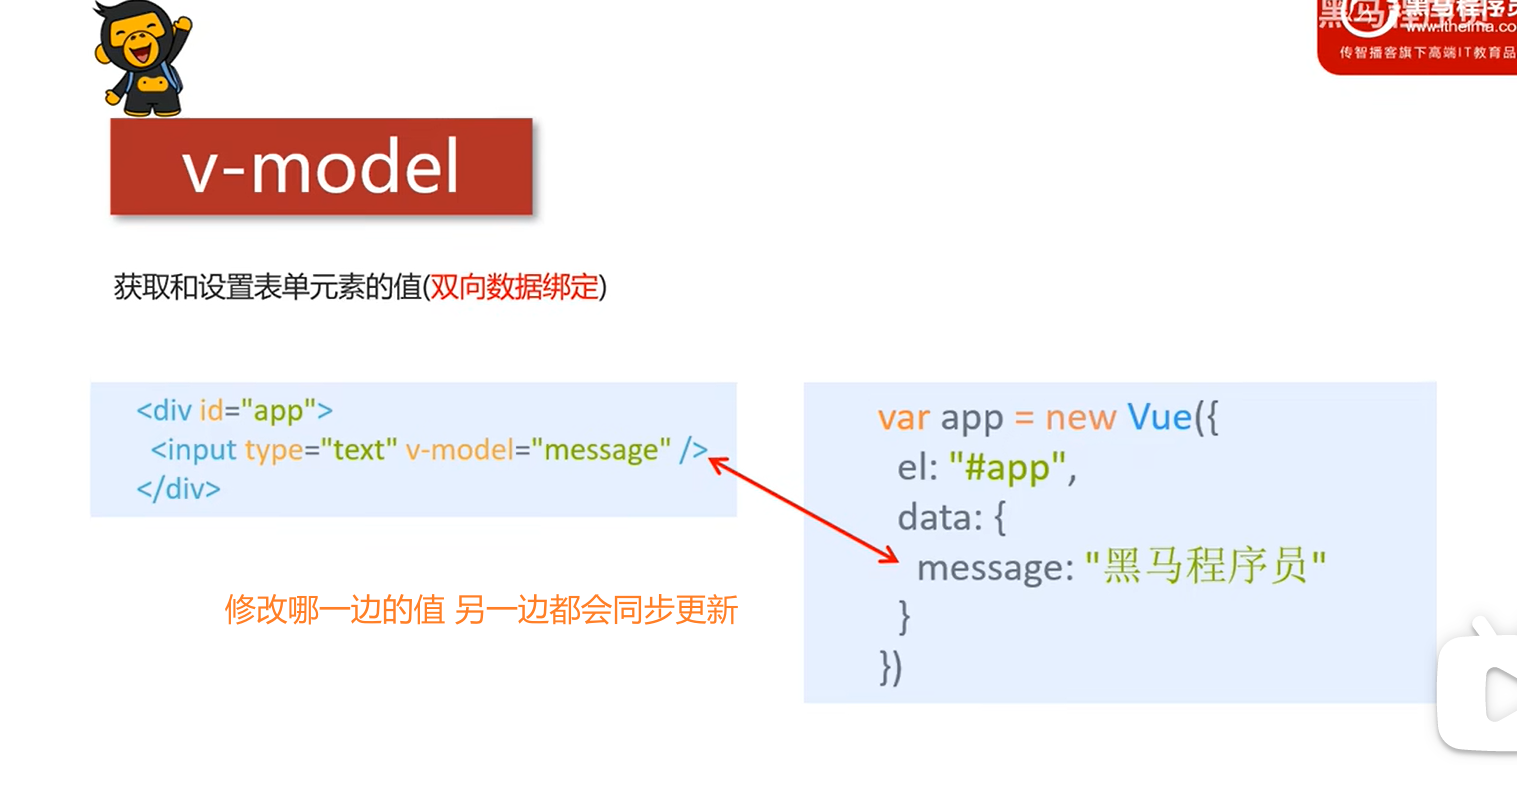 v-model
获取和设置表单元素的值(双向数据绑定)
<div id="app">
<input type="text" v-model="message" />
</div>
var app = new Vue({
el: "#app",
data: {
message: "黑马程序员"
}
})
修改哪一边的值 另一边都会同步更新
黑马程序员
www.itheima.co
传智播客旗下高端IT教育品